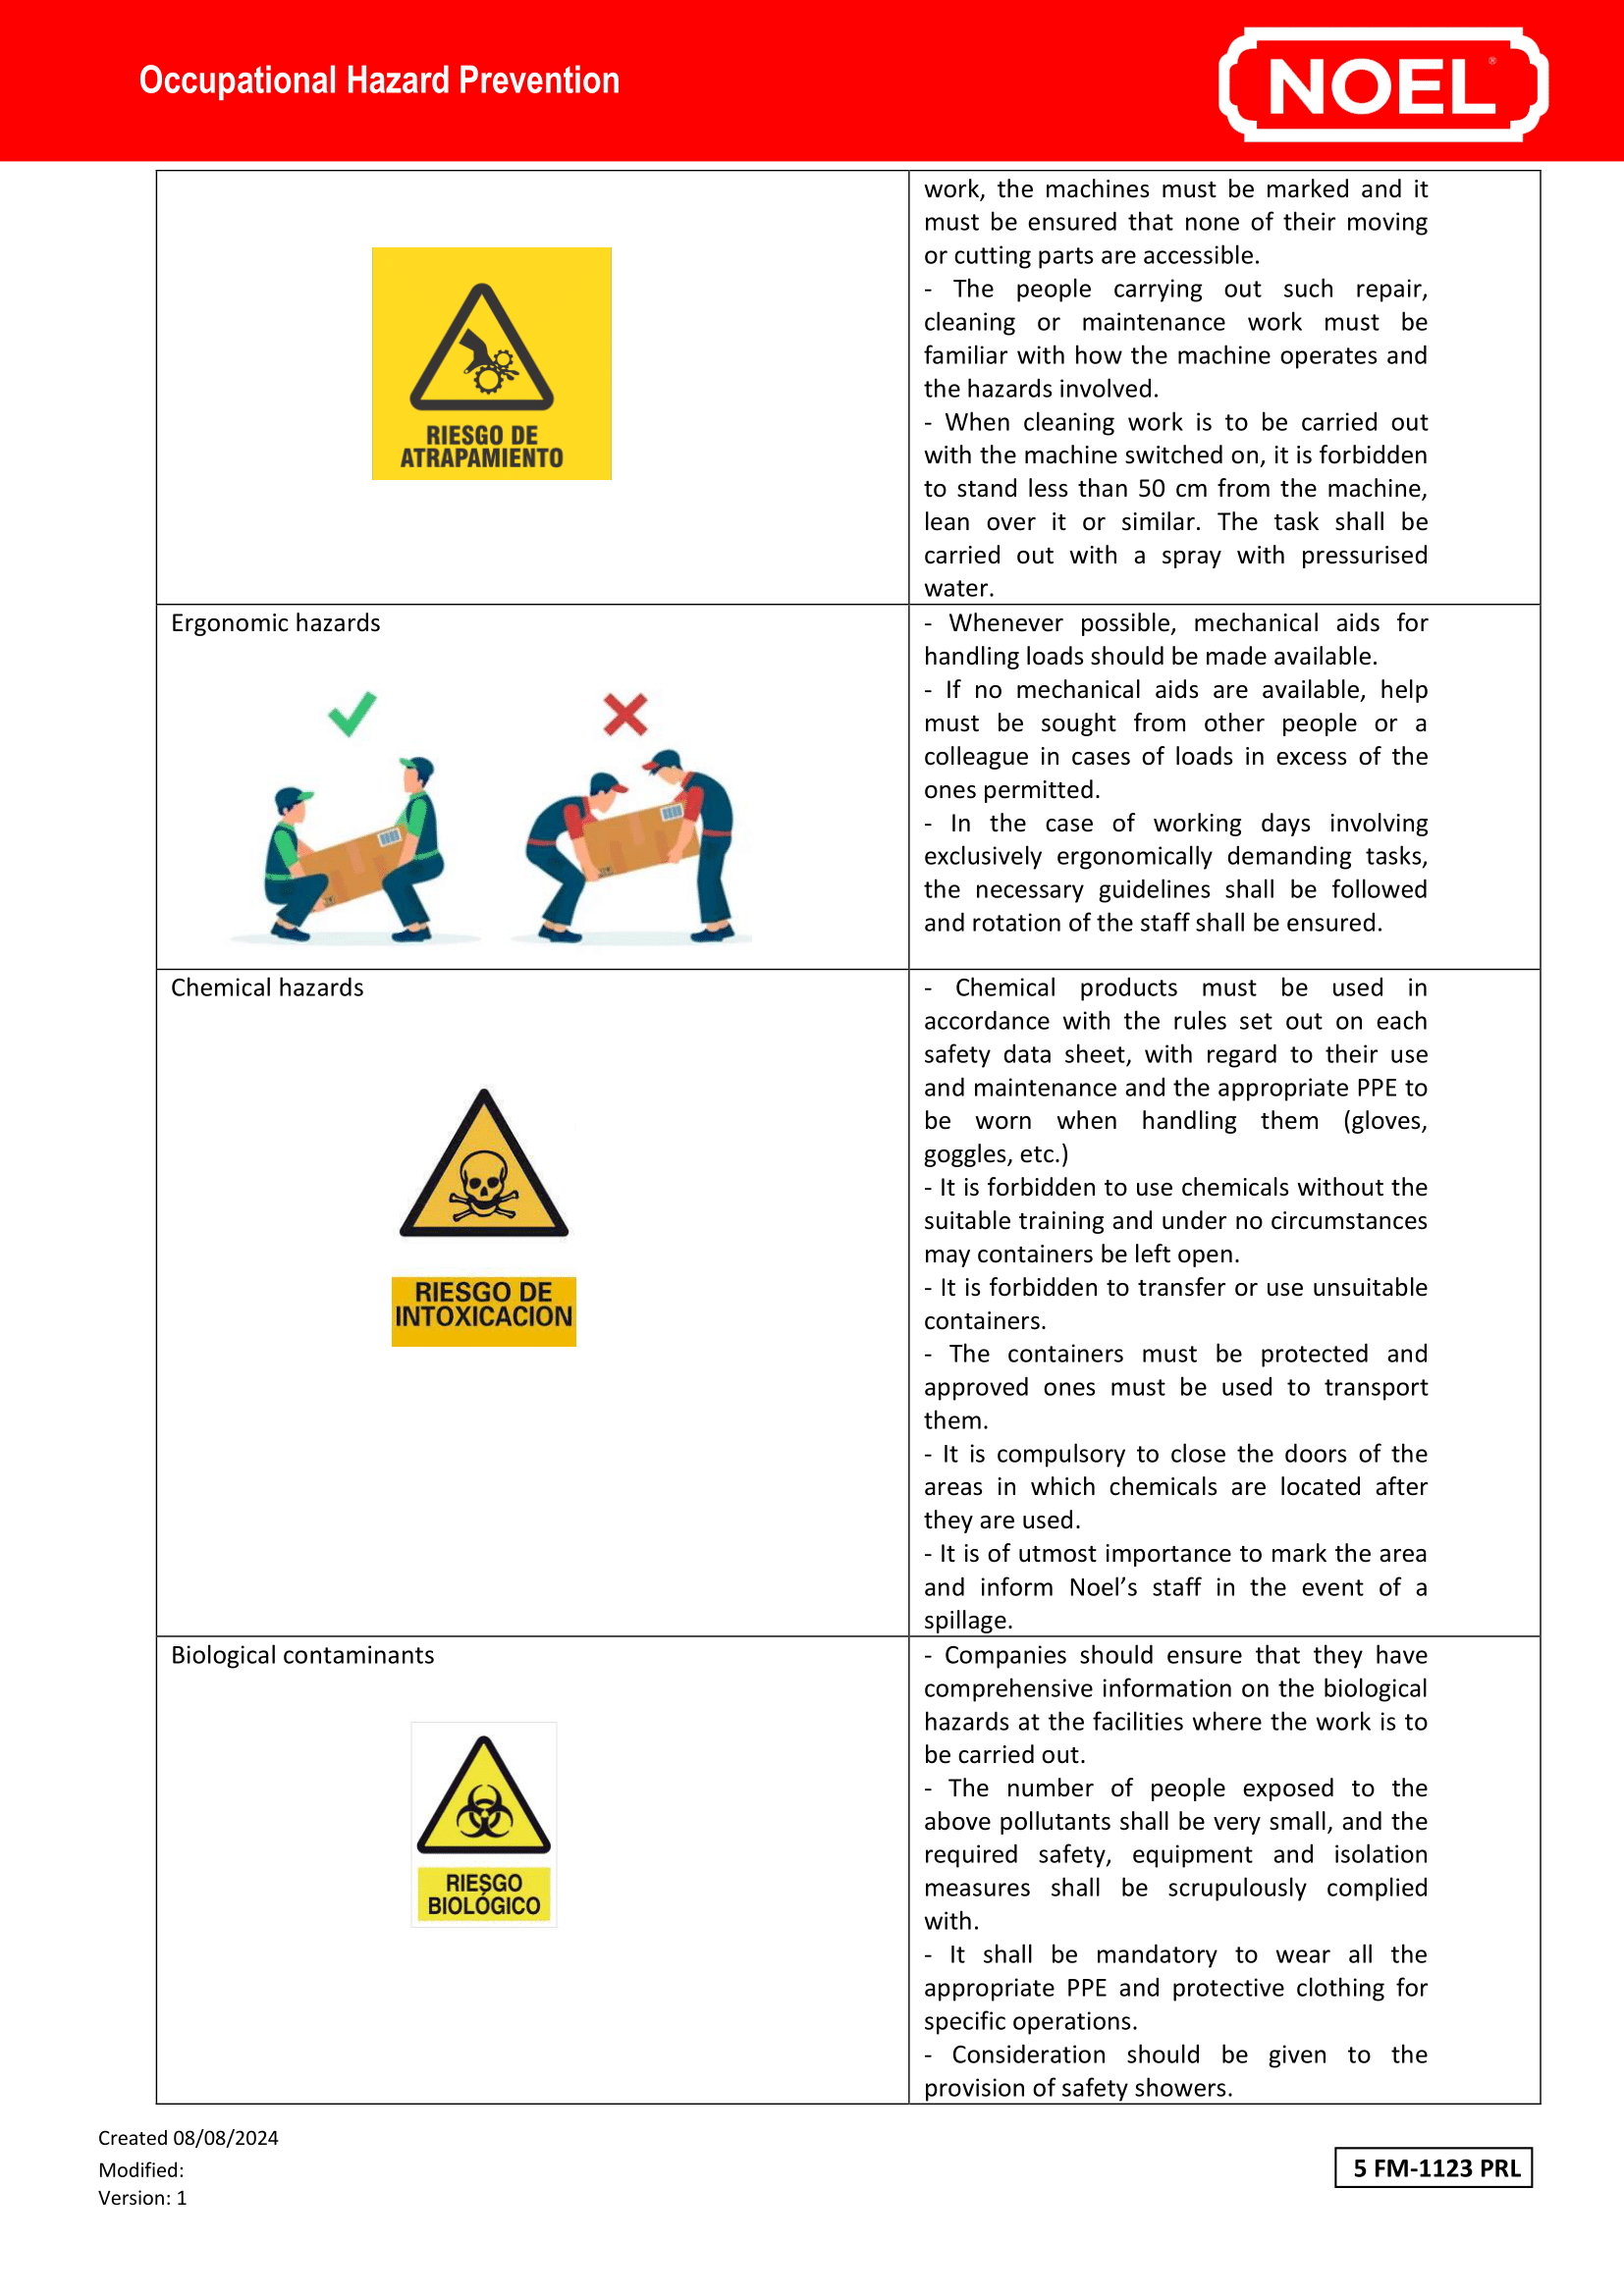 Occupational Hazard Prevention
NOEL®
work, the machines must be marked and it
must be ensured that none of their moving
or cutting parts are accessible.
- The people carrying out such repair,
cleaning or maintenance work must be
familiar with how the machine operates and
the hazards involved.
- When cleaning work is to be carried out
with the machine switched on, it is forbidden
to stand less than 50 cm from the machine,
lean over it or similar. The task shall be
carried out with a spray with pressurised
water.
RIESGO DE
ATRAPAMIENTO
Ergonomic hazards
- Whenever possible, mechanical aids for
handling loads should be made available.
- If no mechanical aids are available, help
must be sought from other people or a
colleague in cases of loads in excess of the
ones permitted.
- In the case of working days involving
exclusively ergonomically demanding tasks,
the necessary guidelines shall be followed
and rotation of the staff shall be ensured.
Chemical hazards
RIESGO DE
INTOXICACION
- Chemical products must be used in
accordance with the rules set out on each
safety data sheet, with regard to their use
and maintenance and the appropriate PPE to
be worn when handling them (gloves,
goggles, etc.)
- It is forbidden to use chemicals without the
suitable training and under no circumstances
may containers be left open.
- It is forbidden to transfer or use unsuitable
containers.
- The containers must be protected and
approved ones must be used to transport
them.
- It is compulsory to close the doors of the
areas in which chemicals are located after
they are used.
- It is of utmost importance to mark the area
and inform Noel’s staff in the event of a
spillage.
Biological contaminants
RIESGO
BIOLÓGICO
- Companies should ensure that they have
comprehensive information on the biological
hazards at the facilities where the work is to
be carried out.
- The number of people exposed to the
above pollutants shall be very small, and the
required safety, equipment and isolation
measures shall be scrupulously complied
with.
- It shall be mandatory to wear all the
appropriate PPE and protective clothing for
specific operations.
- Consideration should be given to the
provision of safety showers.
Created 08/08/2024
Modified:
Version: 1
5 FM-1123 PRL